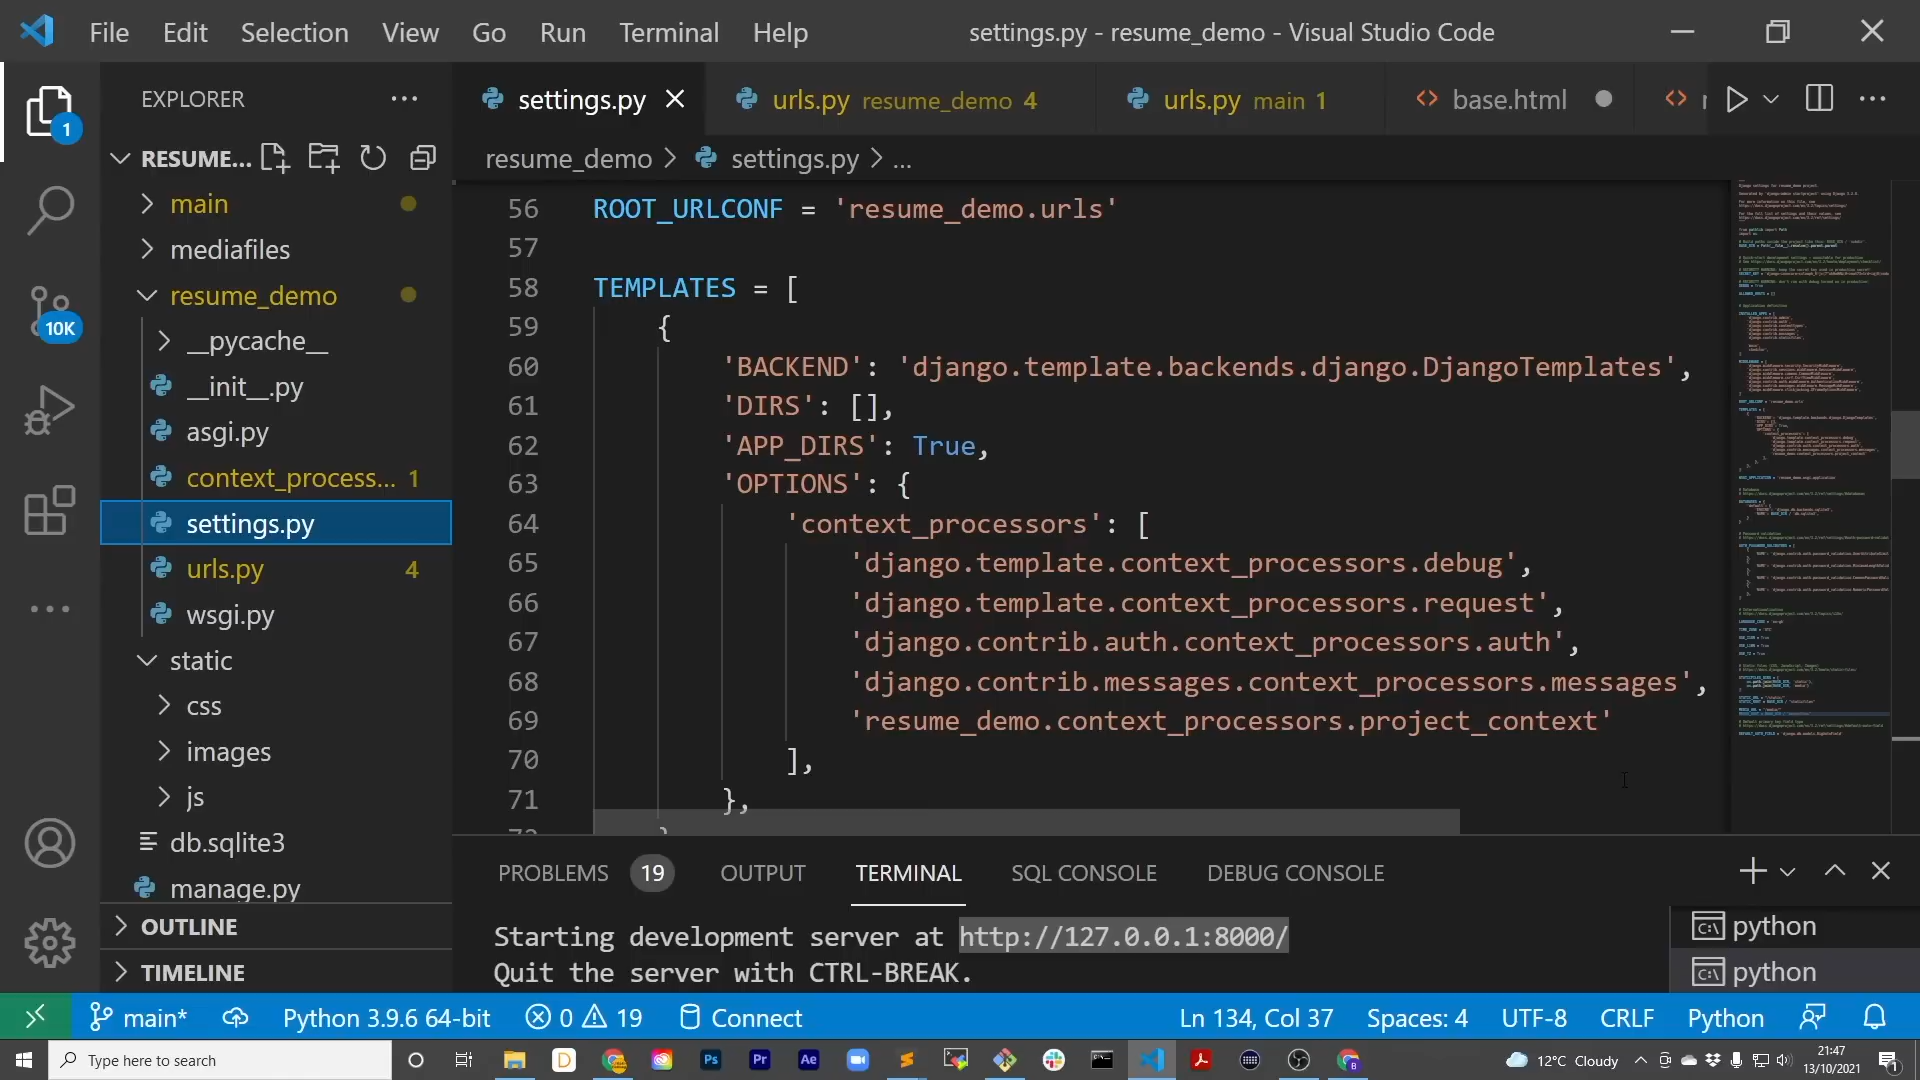 File Edit Selection View Go Run Terminal Help
settings.py - resume_demo - Visual Studio Code
EXPLORER
settings.py
urls.py resume_demo 4
urls.py main 1
base.html
1
RESUME...
resume_demo > settings.py > ...
main
mediafiles
resume_demo
__pycache__
__init__.py
asgi.py
context_process... 1
settings.py
urls.py 4
wsgi.py
static
css
images
js
db.sqlite3
manage.py
OUTLINE
TIMELINE
10K
56 ROOT_URLCONF = 'resume_demo.urls'
57
58 TEMPLATES = [
59 {
60 'BACKEND': 'django.template.backends.django.DjangoTemplates',
61 'DIRS': [],
62 'APP_DIRS': True,
63 'OPTIONS': {
64 'context_processors': [
65 'django.template.context_processors.debug',
66 'django.template.context_processors.request',
67 'django.contrib.auth.context_processors.auth',
68 'django.contrib.messages.context_processors.messages',
69 'resume_demo.context_processors.project_context'
70 ],
71 },
PROBLEMS 19 OUTPUT TERMINAL SQL CONSOLE DEBUG CONSOLE
Starting development server at http://127.0.0.1:8000/
Quit the server with CTRL-BREAK.
python
python
main* Python 3.9.6 64-bit 0 19 Connect
Ln 134, Col 37 Spaces: 4 UTF-8 CRLF Python
Type here to search
12°C Cloudy
21:47
13/10/2021